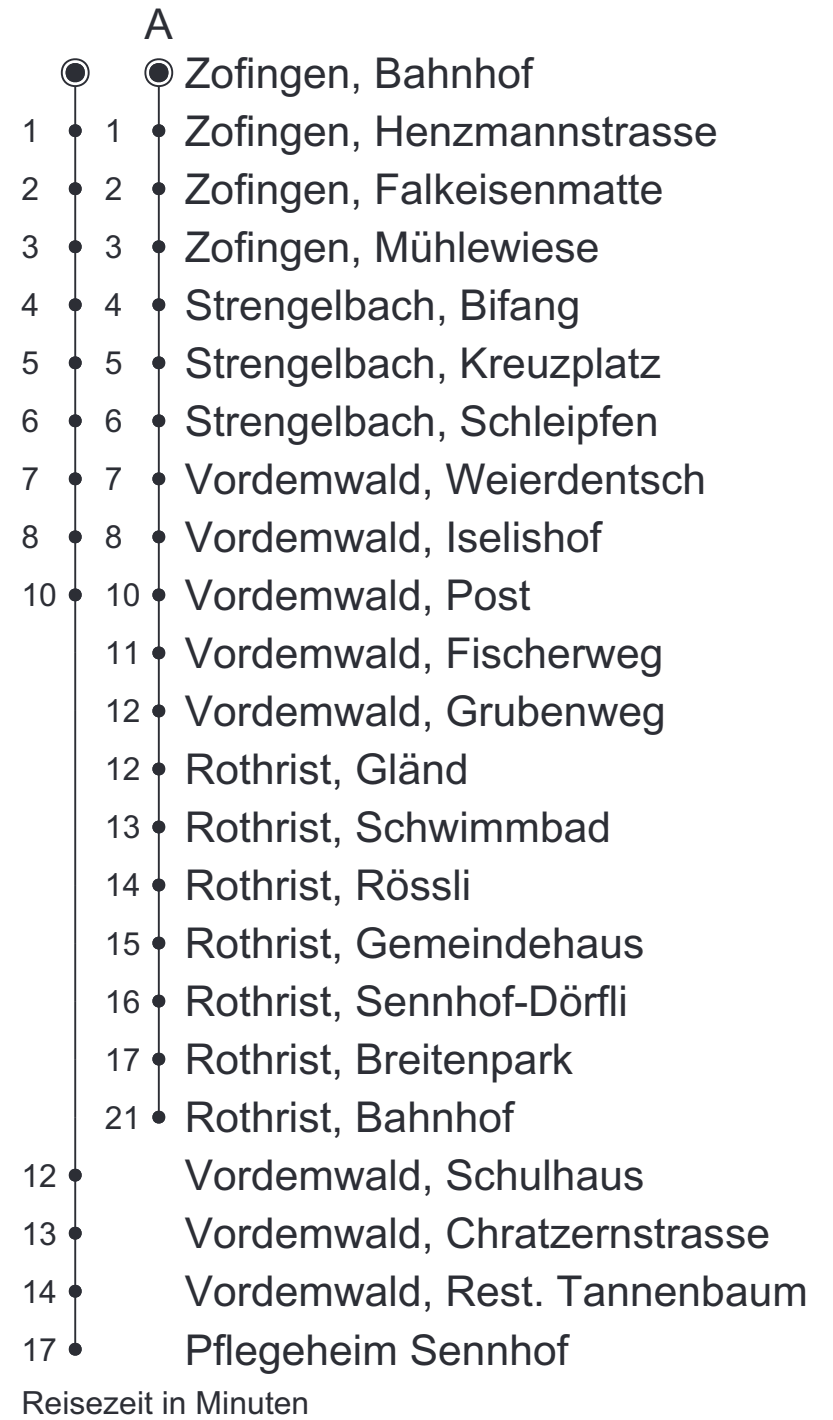 A
Zofingen, Bahnhof
1 1 Zofingen, Henzmannstrasse
2 2 Zofingen, Falkeisenmatte
3 3 Zofingen, Mühlewiese
4 4 Strengelbach, Bifang
5 5 Strengelbach, Kreuzplatz
6 6 Strengelbach, Schleipfen
7 7 Vordemwald, Weierdentsch
8 8 Vordemwald, Iselishof
10 10 Vordemwald, Post
11 Vordemwald, Fischerweg
12 Vordemwald, Grubenweg
12 Rothrist, Gländ
13 Rothrist, Schwimmbad
14 Rothrist, Rössli
15 Rothrist, Gemeindehaus
16 Rothrist, Sennhof-Dörfli
17 Rothrist, Breitenpark
21 Rothrist, Bahnhof
12 Vordemwald, Schulhaus
13 Vordemwald, Chratzernstrasse
14 Vordemwald, Rest. Tannenbaum
17 Pflegeheim Sennhof
Reisezeit in Minuten